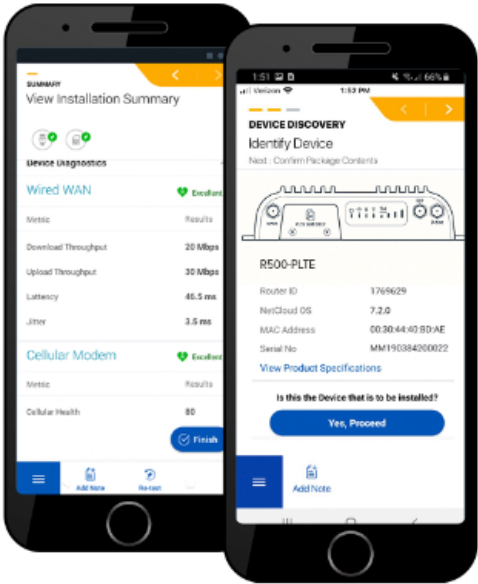 SUMMARY
View Installation Summary
Device Diagnostics
Wired WAN
Excellent
Metric
Results
Download Throughput
20 Mbps
Upload Throughput
30 Mbps
Lattency
46.5 ms
Jitter
3.5 ms
Cellular Modem
Excellent
Metric
Results
Cellular Health
80
Finish
Add Note
Re-test
1:51
66%
Verizon
1:52 PM
DEVICE DISCOVERY
Identify Device
Next : Confirm Package Contents
R500-PLTE
Router ID
1769629
NetCloud OS
7.2.0
MAC Address
00:30:44:40:BD:AE
Serial No
MM190384200022
View Product Specifications
Is this the Device that is to be installed?
Yes, Proceed
Add Note